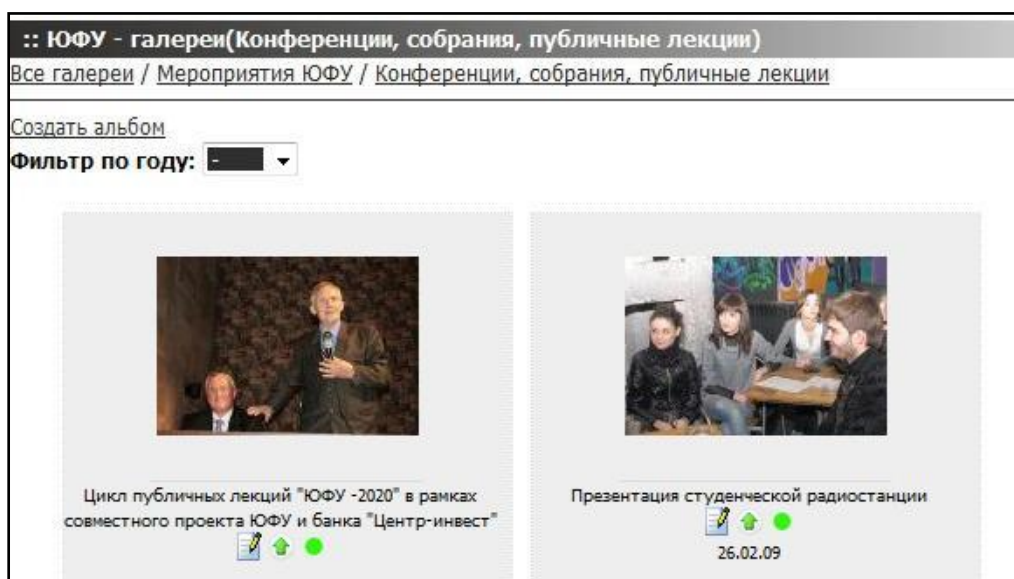 :: ЮФУ - галереи(Конференции, собрания, публичные лекции)
Все галереи / Мероприятия ЮФУ / Конференции, собрания, публичные лекции
Создать альбом
Фильтр по году: -
Цикл публичных лекций "ЮФУ -2020" в рамках
совместного проекта ЮФУ и банка "Центр-инвест"
Презентация студенческой радиостанции
26.02.09